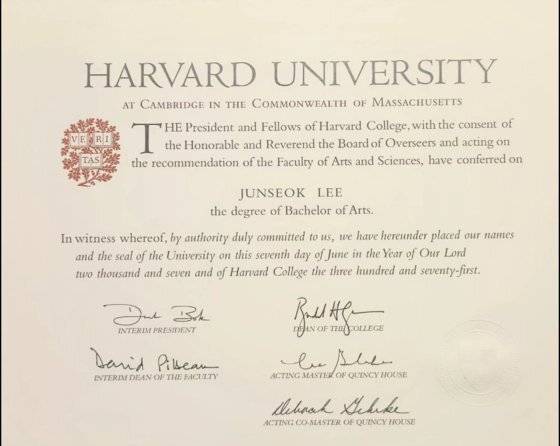 HARVARD UNIVERSITY
AT CAMBRIDGE IN THE COMMONWEALTH OF MASSACHUSETTS
THE President and Fellows of Harvard College, with the consent of
the Honorable and Reverend the Board of Overseers and acting on
the recommendation of the Faculty of Arts and Sciences, have conferred on
VE RI
TAS
JUNSEOK LEE
the degree of Bachelor of Arts.
In witness whereof, by authority duly committed to us, we have hereunder placed our names
and the seal of the University on this seventh day of June in the Year of Our Lord
two thousand and seven and of Harvard College the three hundred and seventy-first.
INTERIM PRESIDENT
DEAN OF THE COLLEGE
David Pilbeam
INTERIM DEAN OF THE FACULTY
ACTING MASTER OF QUINCY HOUSE
Deborah Gehrke
ACTING CO-MASTER OF QUINCY HOUSE